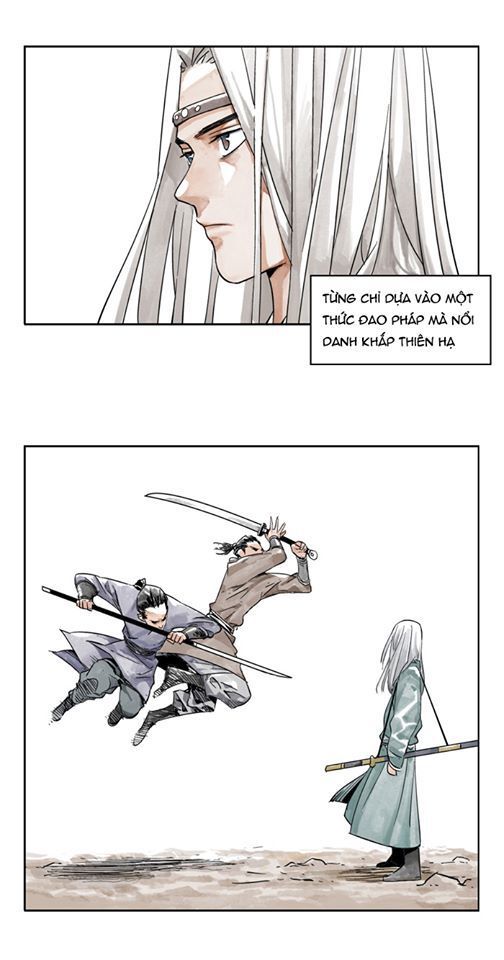 TỪNG CHỈ DỰA VÀO MỘT
THỨC ĐAO PHÁP MÀ NỔI
DANH KHẮP THIÊN HẠ